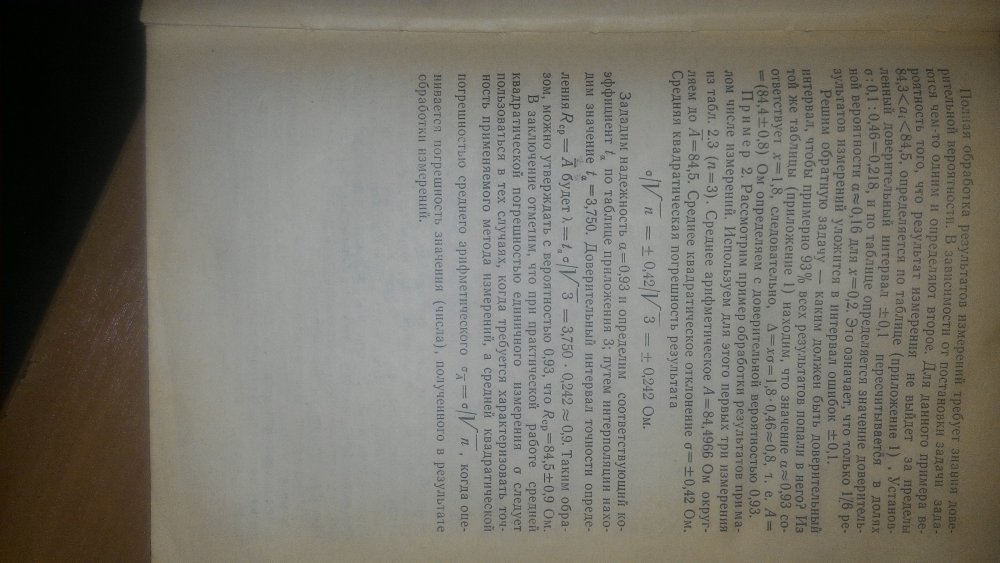 Полная обработка результатов измерений требует знания дове-
рительной вероятности. В зависимости от постановки задачи зада-
ются чем-то одним и определяют второе. Для данного примера ве-
роятность того, что результат измерения не выйдет за пределы
84,3<aᵢ<84,5, определяется по таблице (приложение 1). Установ-
ленный доверительный интервал ±0,1 пересчитывается в долях
σ:0,1:0,46=0,218, и по таблице определяется значение доверитель-
ной вероятности α≈0,16 для x=0,2. Это означает, что только 1/6 ре-
зультатов измерений уложится в интервал ошибок ±0,1.
Решим обратную задачу — каким должен быть доверительный
интервал, чтобы примерно 93% всех результатов попали в него? Из
той же таблицы (приложение 1) находим, что значение α≈0,93 со-
ответствует x=1,8, следовательно, Δ=xσ=1,8·0,46≈0,8, т. е. A=
=(84,4±0,8) Ом определяем с доверительной вероятностью 0,93.
Пример 2. Рассмотрим пример обработки результатов при ма-
лом числе измерений. Используем для этого первых три измерения
из табл. 2.3 (n=3). Среднее арифметическое A=84,4966 Ом округ-
ляем до A=84,5. Среднее квадратическое отклонение σ=±0,42 Ом.
Средняя квадратическая погрешность результата
σ/√n = ±0,42/√3 = ±0,242 Ом.
Зададим надежность α=0,93 и определим соответствующий ко-
эффициент tα по таблице приложения 3; путем интерполяции нахо-
дим значение tα=3,750. Доверительный интервал точности опреде-
ления Rср = A̅ будет λ=tασ/√3 = 3,750 · 0,242 ≈ 0,9. Таким обра-
зом, можно утверждать с вероятностью 0,93, что Rср=84,5±0,9 Ом.
В заключение отметим, что при практической работе средней
квадратической погрешностью единичного измерения σ следует
пользоваться в тех случаях, когда требуется характеризовать точ-
ность применяемого метода измерений, а средней квадратической
погрешностью среднего арифметического σA̅=σ/√n, когда оце-
нивается погрешность значения (числа), полученного в результате
обработки измерений.